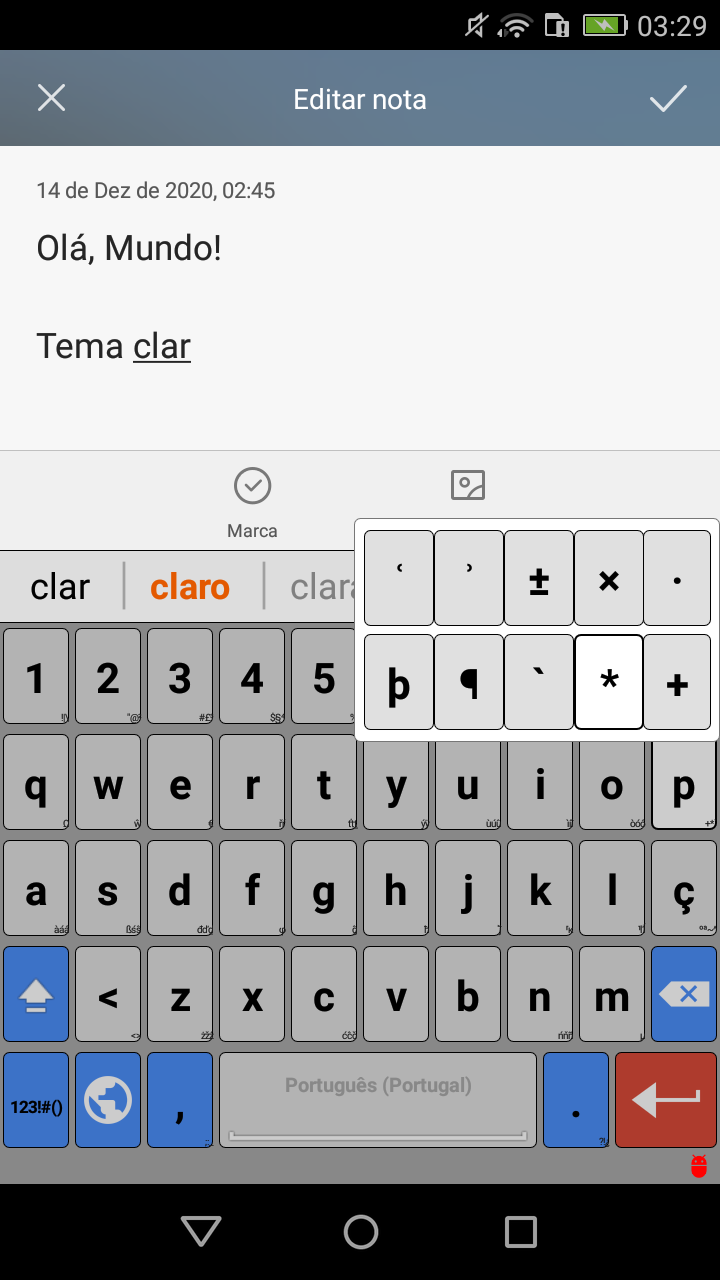 03:29
Editar nota
14 de Dez de 2020, 02:45
Olá, Mundo!
Tema clar
Marca
clar claro
ʿ ʾ ± × ·
þ ¶ ` * +
1 2 3 4 5
q w e r t y u i o p
a s d f g h j k l ç
< z x c v b n m
123!#() , Português (Portugal) .